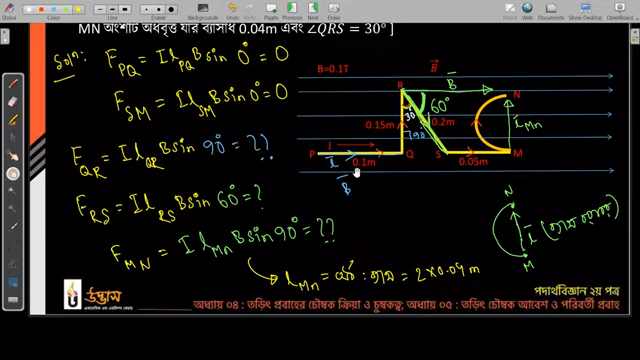 MN অংশটি অর্ধবৃত্ত যার ব্যাসার্ধ 0.04m এবং ∠QRS = 30°
Solⁿ: F_PQ = I l_PQ B sin 0° = 0
F_SM = I l_SM B sin 0° = 0
F_QR = I l_QR B sin 90° = ??
F_RS = I l_RS B sin 60° = ?
F_MN = I l_MN B sin 90° = ??
B=0.1T
B
R
B
N
60°
30
0.15m
0.2m
l_MN
I
90°
P
l
0.1m
Q
S
0.05m
M
B
N
l
M
= 2 × 0.04 m
l_MN =
উদ্ভাস
পদার্থবিজ্ঞান ২য় পত্র
অধ্যায় ০৪: তড়িৎ প্রবাহের চৌম্বক ক্রিয়া ও চুম্বকত্ব; অধ্যায় ০৫: তড়িৎ চৌম্বক আবেশ ও পরিবর্তী প্রবাহ